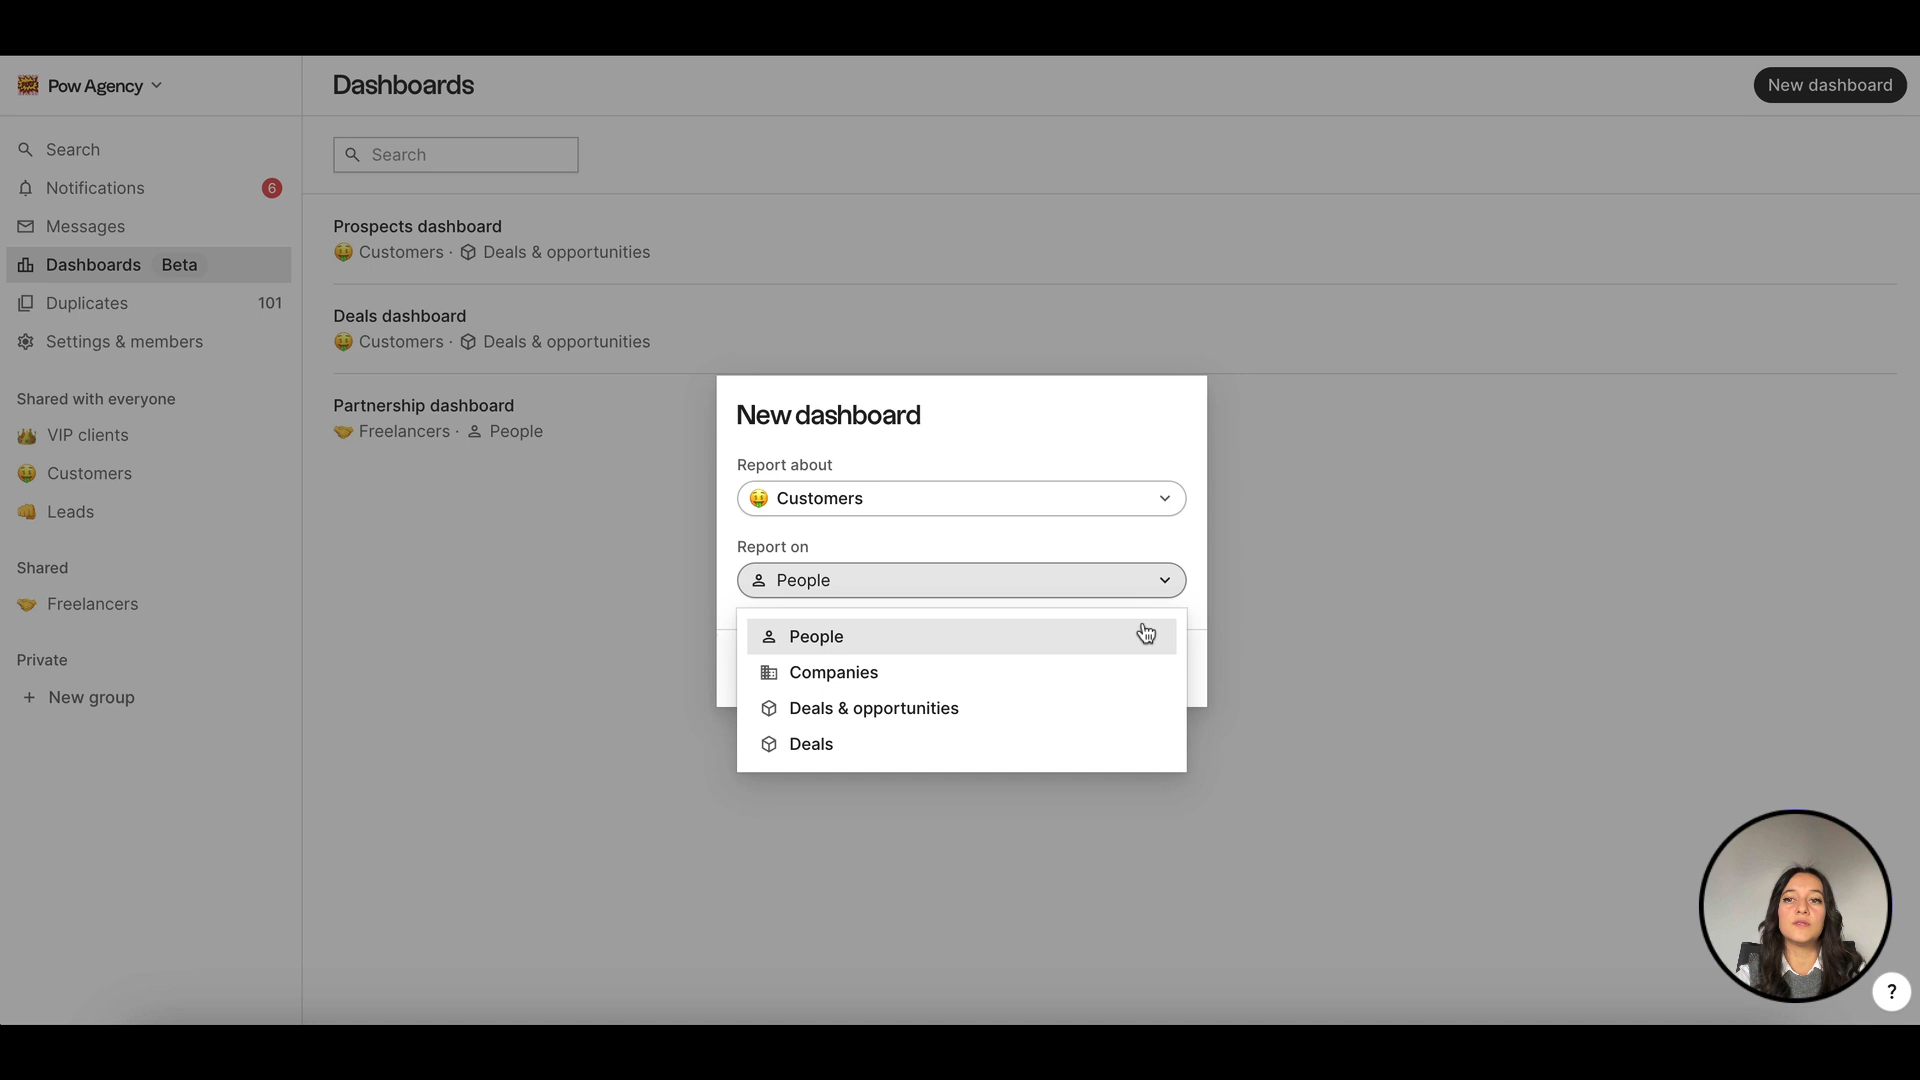 Pow Agency
Dashboards
New dashboard
Search
Notifications 6
Messages
Dashboards Beta
Duplicates 101
Settings & members
Shared with everyone
VIP clients
Customers
Leads
Shared
Freelancers
Private
+ New group
Search
Prospects dashboard
Customers · Deals & opportunities
Deals dashboard
Customers · Deals & opportunities
Partnership dashboard
Freelancers · People
New dashboard
Report about
Customers
Report on
People
People
Companies
Deals & opportunities
Deals
?